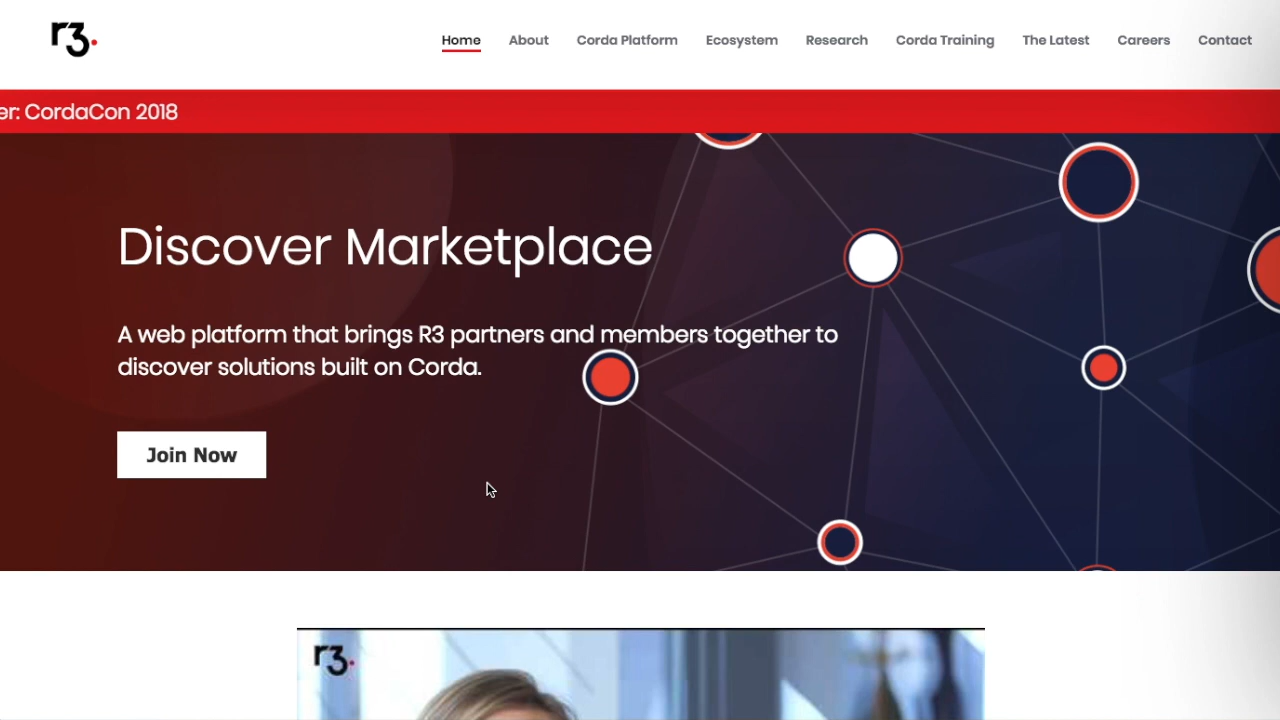 r3.
Home About Corda Platform Ecosystem Research Corda Training The Latest Careers Contact
er: CordaCon 2018
Discover Marketplace
A web platform that brings R3 partners and members together to
discover solutions built on Corda.
Join Now
r3.